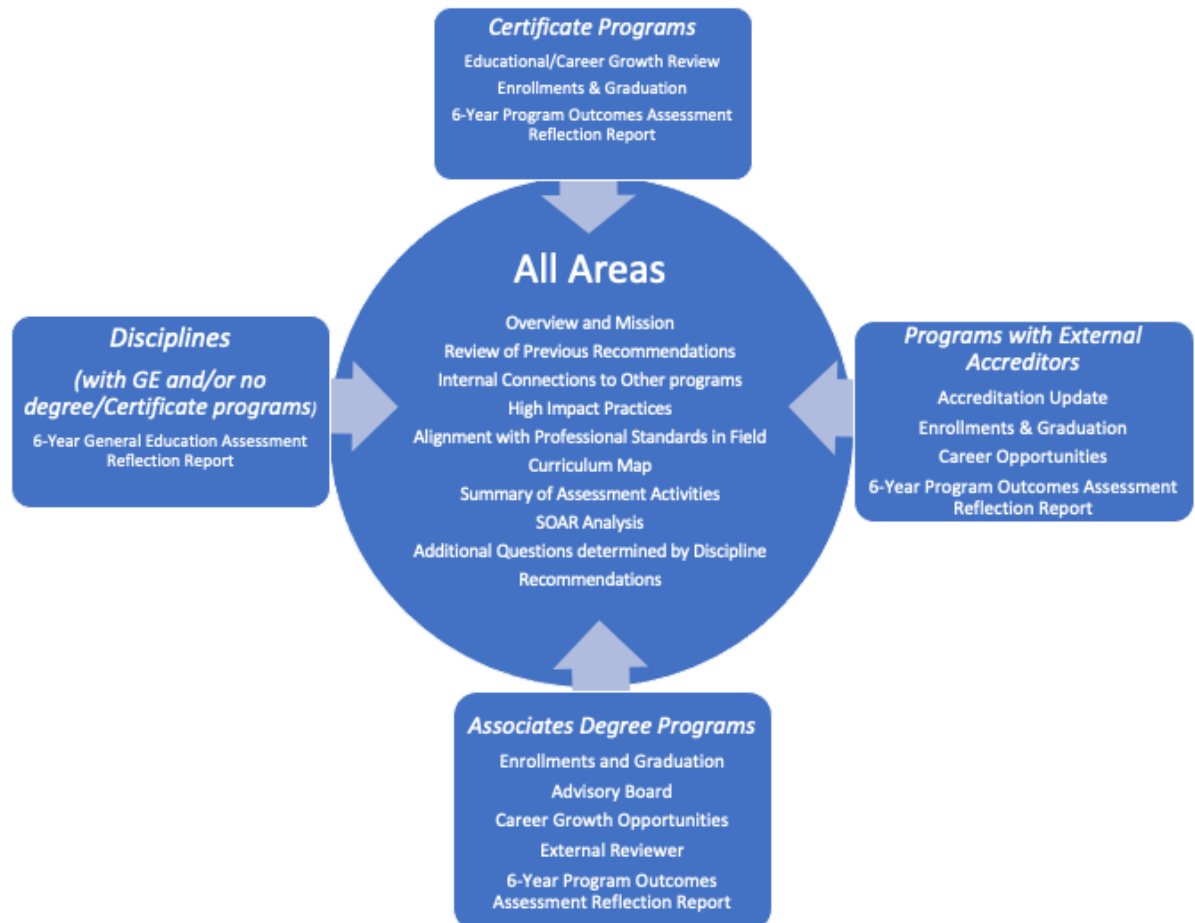 Certificate Programs
Educational/Career Growth Review
Enrollments & Graduation
6-Year Program Outcomes Assessment
Reflection Report
All Areas
Overview and Mission
Review of Previous Recommendations
Internal Connections to Other programs
High Impact Practices
Alignment with Professional Standards in Field
Curriculum Map
Summary of Assessment Activities
SOAR Analysis
Additional Questions determined by Discipline
Recommendations
Disciplines
(with GE and/or no
degree/Certificate programs)
6-Year General Education Assessment
Reflection Report
Programs with External
Accreditors
Accreditation Update
Enrollments & Graduation
Career Opportunities
6-Year Program Outcomes Assessment
Reflection Report
Associates Degree Programs
Enrollments and Graduation
Advisory Board
Career Growth Opportunities
External Reviewer
6-Year Program Outcomes
Assessment Reflection Report